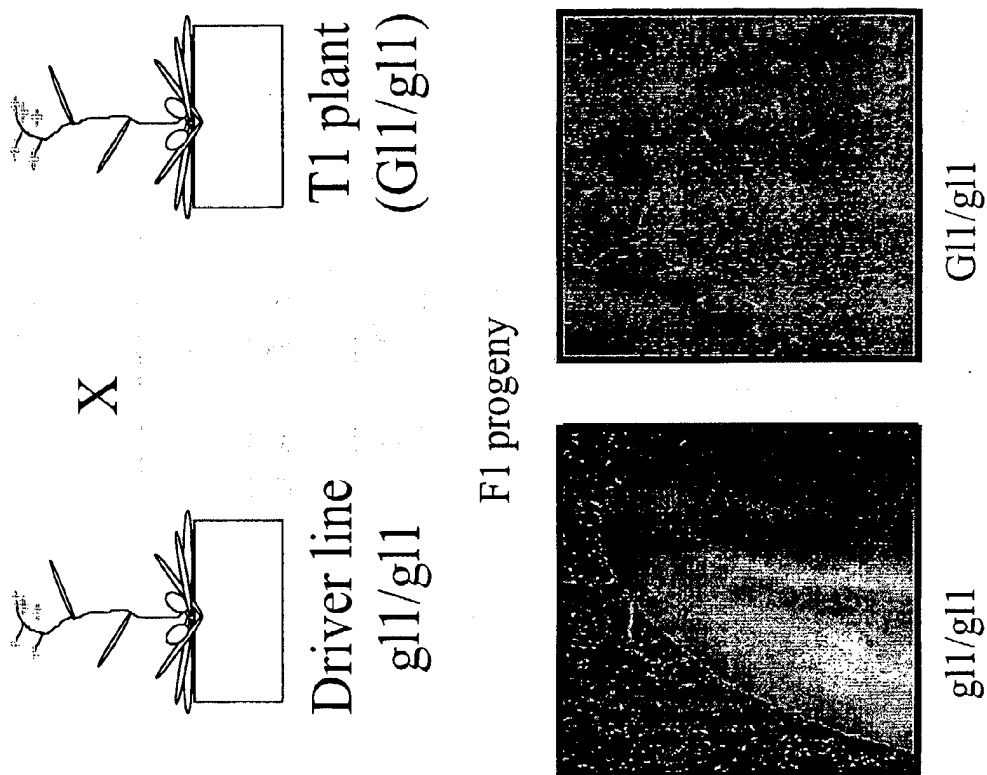 X
Driver line
gl1/gl1
T1 plant
(Gl1/gl1)
F1 progeny
gl1/gl1
Gl1/gl1